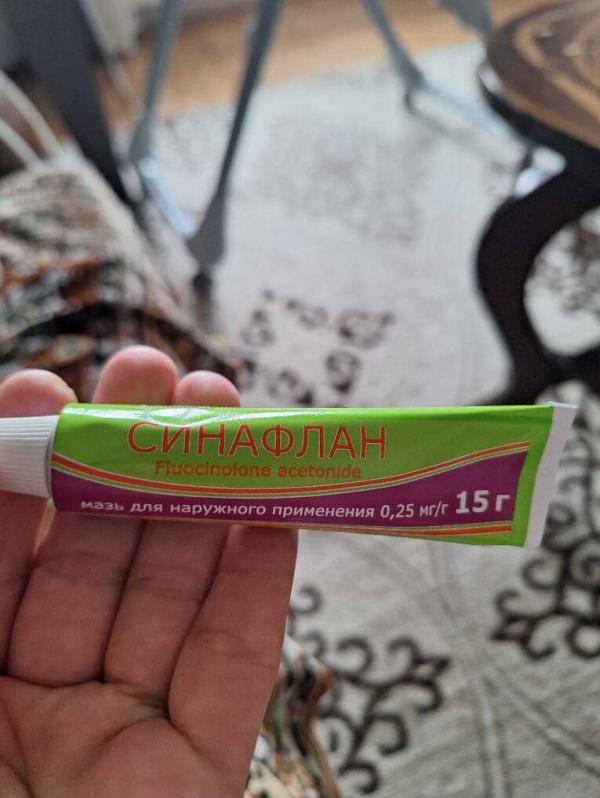 СИНАФЛАН
Fluocinolone acetonide
мазь для наружного применения 0,25 мг/г 15 г